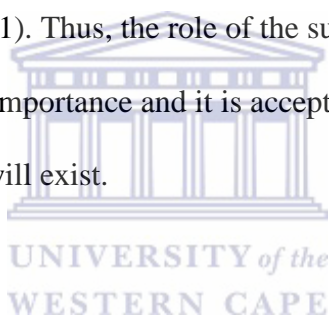 1). Thus, the role of the su
mportance and it is accept
vill exist.
UNIVERSITY of the
WESTERN CAPE